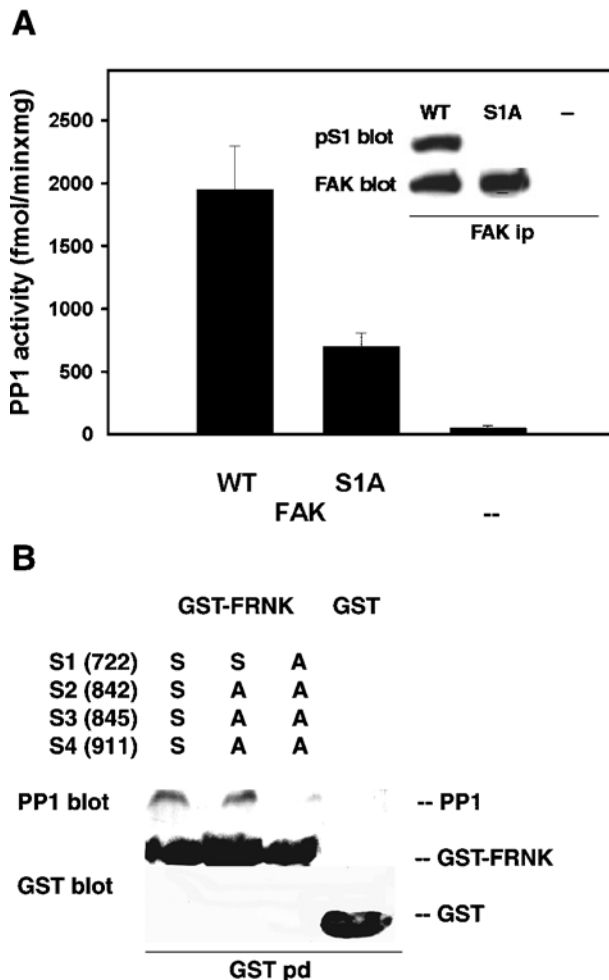 A
PP1 activity (fmol/minxmg)
2500
2000
1500
1000
500
0
WT S1A –
pS1 blot
FAK blot
FAK ip
WT S1A
FAK --
B
GST-FRNK GST
S1 (722) S S A
S2 (842) S A A
S3 (845) S A A
S4 (911) S A A
PP1 blot -- PP1
-- GST-FRNK
GST blot
-- GST
GST pd